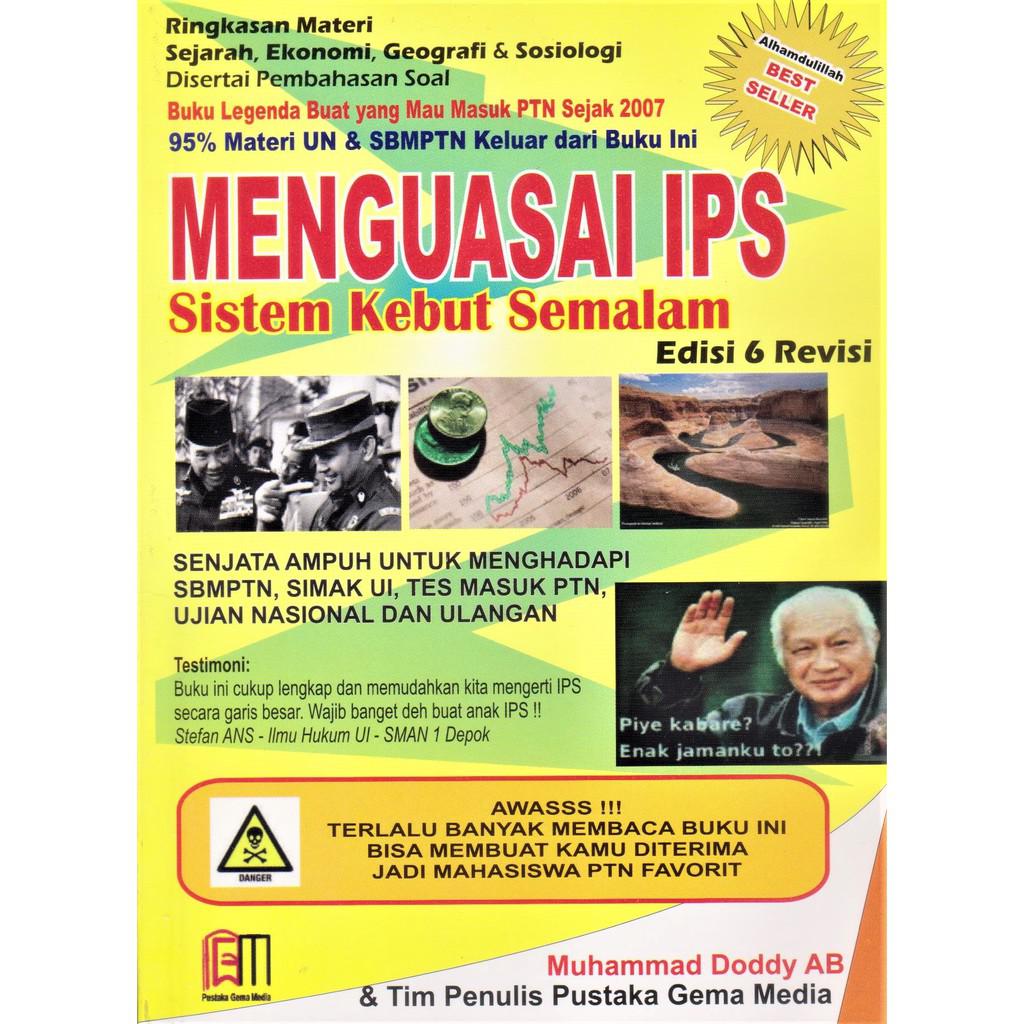 Ringkasan Materi
Sejarah, Ekonomi, Geografi & Sosiologi
Disertai Pembahasan Soal
Buku Legenda Buat yang Mau Masuk PTN Sejak 2007
95% Materi UN & SBMPTN Keluar dari Buku Ini
Alhamdulillah
BEST
SELLER
MENGUASAI IPS
Sistem Kebut Semalam
Edisi 6 Revisi
2006
SENJATA AMPUH UNTUK MENGHADAPI
SBMPTN, SIMAK UI, TES MASUK PTN,
UJIAN NASIONAL DAN ULANGAN
Testimoni:
Buku ini cukup lengkap dan memudahkan kita mengerti IPS
secara garis besar. Wajib banget deh buat anak IPS !!
Stefan ANS - Ilmu Hukum UI - SMAN 1 Depok
Piye kabare?
Enak jamanku to??!
AWASSS !!!
TERLALU BANYAK MEMBACA BUKU INI
BISA MEMBUAT KAMU DITERIMA
JADI MAHASISWA PTN FAVORIT
DANGER
Pustaka Gema Media
Muhammad Doddy AB
& Tim Penulis Pustaka Gema Media